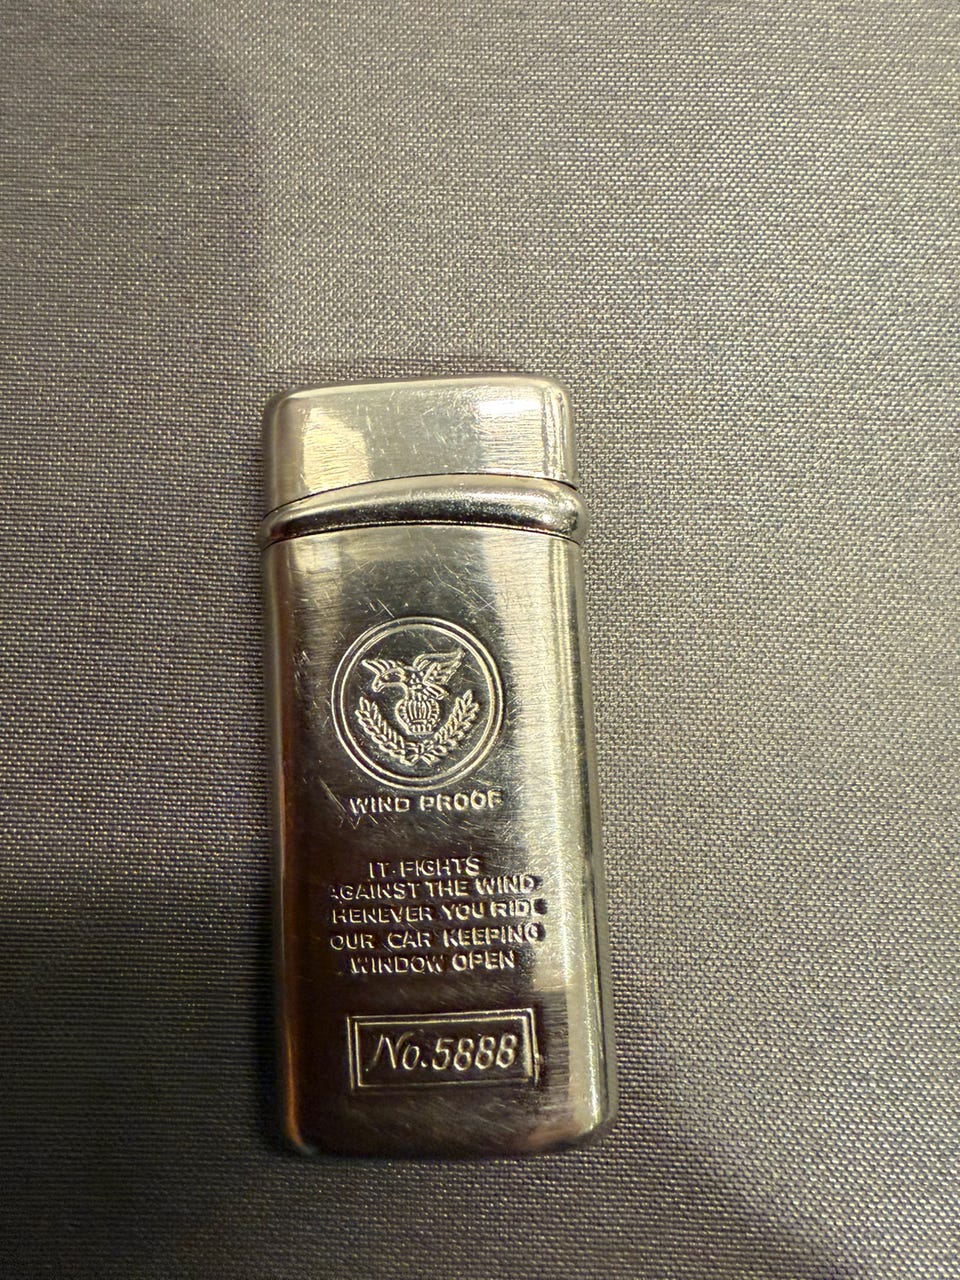 WIND PROOF
IT FIGHTS
AGAINST THE WIND
HENEVER YOU RIDE
OUR CAR KEEPING
WINDOW OPEN
No.5888